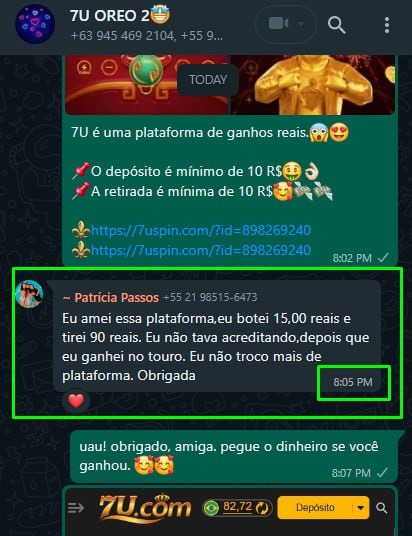 7U OREO 2🤩
+63 945 469 2104, +55 9...
TURBO
TODAY
7U é uma plataforma de ganhos reais.😱😍
📌O depósito é mínimo de 10 R$🤑👌🏻
📌A retirada é mínima de 10 R$🥰💸💸
⚜️https://7uspin.com/?id=898269240
⚜️https://7uspin.com/?id=898269240
8:02 PM
~ Patrícia Passos +55 21 98515-6473
Eu amei essa plataforma,eu botei 15,00 reais e
tirei 90 reais. Eu não tava acreditando,depois que
eu ganhei no touro. Eu não troco mais de
plataforma. Obrigada
8:05 PM
❤️
uau! obrigado, amiga. pegue o dinheiro se você
ganhou. 🥰🥰
8:07 PM
7U.COM
82,72
Depósito